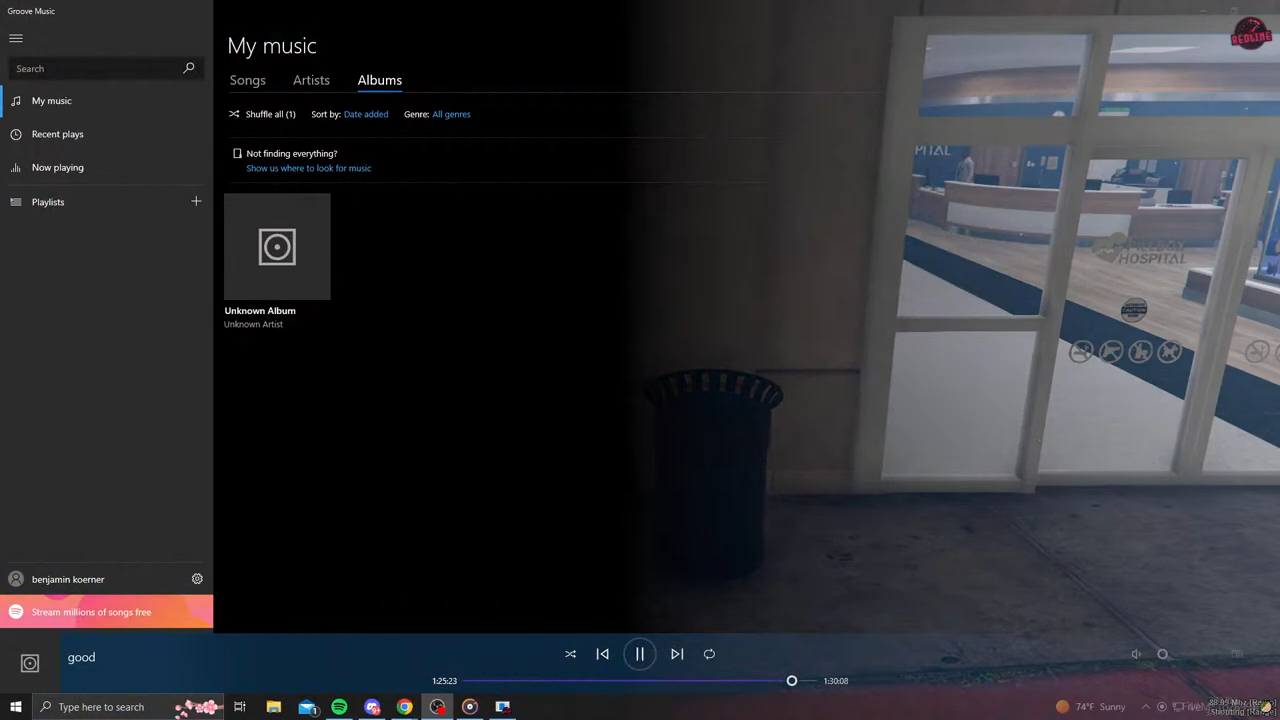 Groove Music
My music
REDLINE
Search
Songs
Artists
Albums
My music
Shuffle all (1)
Sort by: Date added
Genre: All genres
Recent plays
Not finding everything?
Show us where to look for music
Now playing
Playlists
PITAL
HOSPITAL
CAUTION
Unknown Album
Unknown Artist
benjamin koerner
Stream millions of songs free
good
1:25:23
1:30:08
Type here to search
74°F Sunny